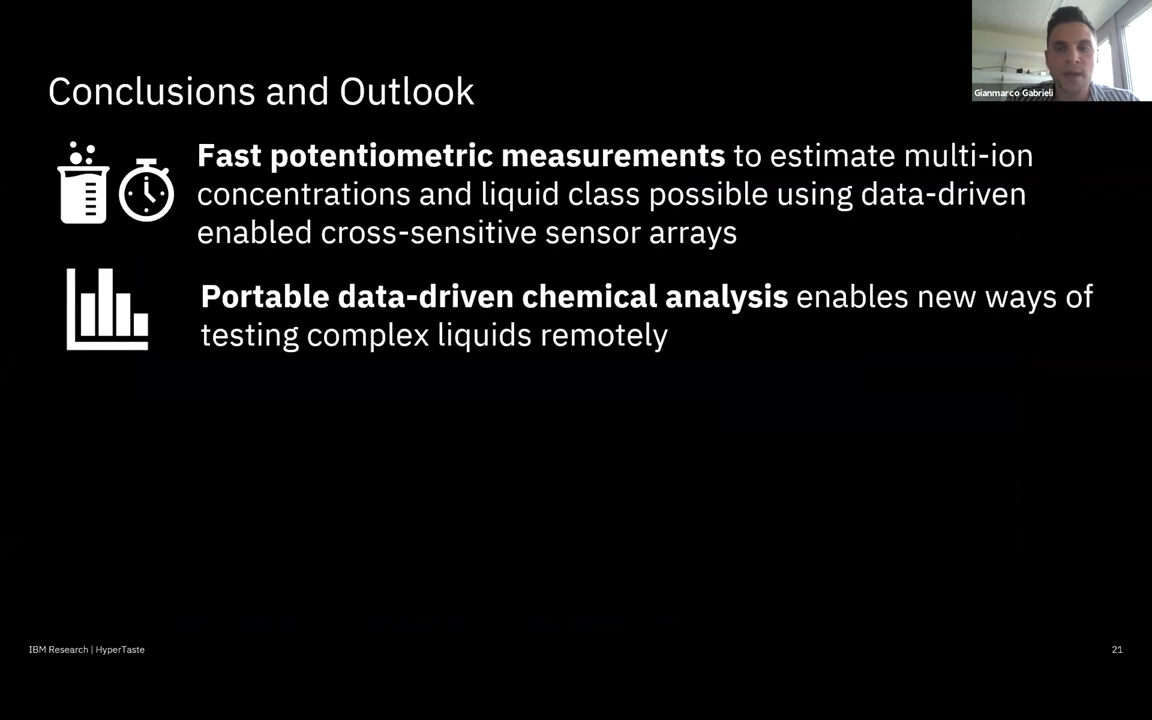 Gianmarco Gabrieli
Conclusions and Outlook
Fast potentiometric measurements to estimate multi-ion
concentrations and liquid class possible using data-driven
enabled cross-sensitive sensor arrays
Portable data-driven chemical analysis enables new ways of
testing complex liquids remotely
IBM Research | HyperTaste
21